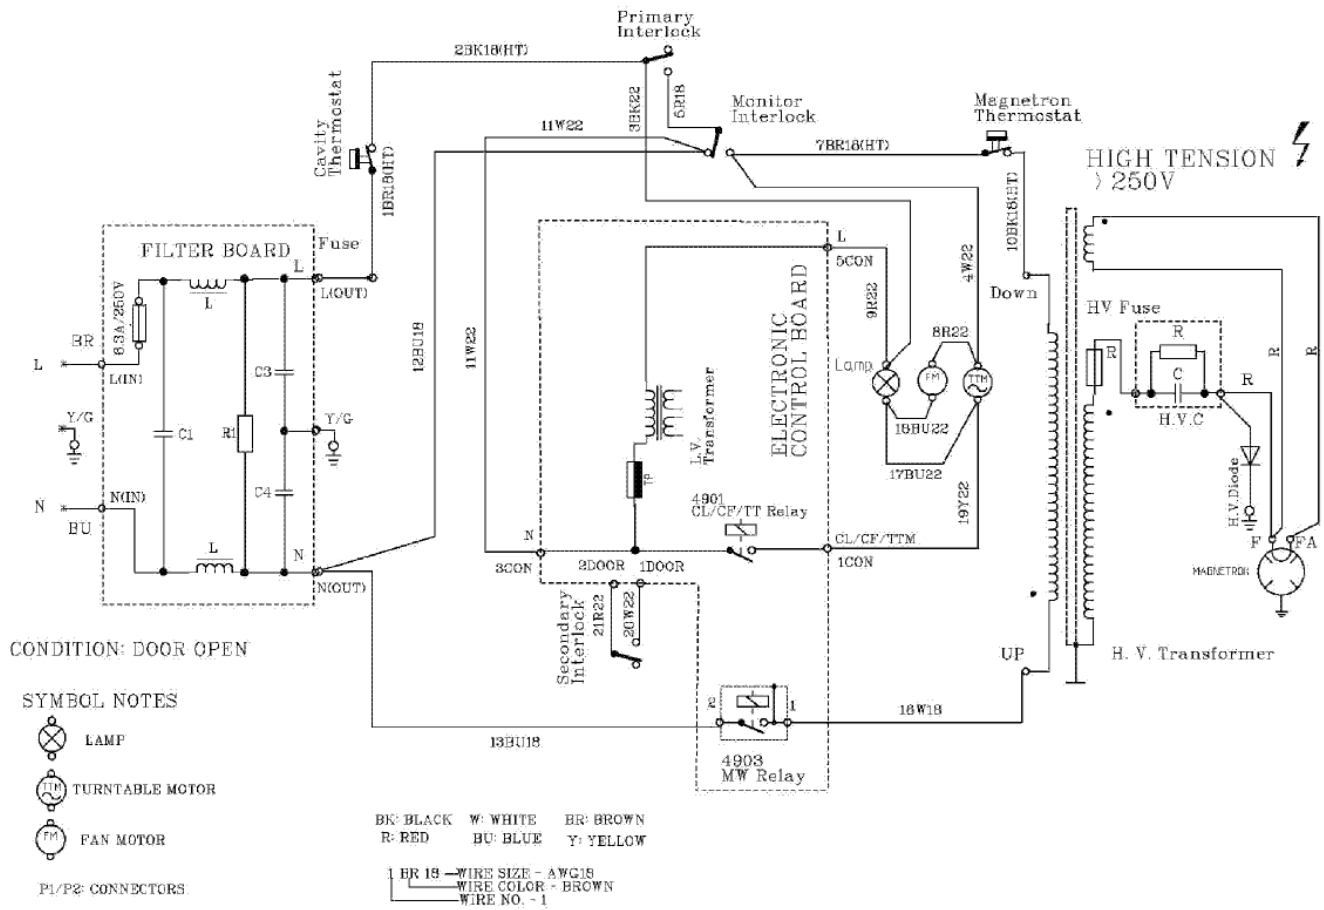 Primary
Interlock
2BK18(HT)
3BK22
5R18
Monitor
Interlock
Magnetron
Thermostat
11W22
7BR18(HT)
Cavity
Thermostat
1BR18(HT)
HIGH TENSION
> 250V
10BK18(HT)
4W22
FILTER BOARD
Fuse
L
L(OUT)
L
6.3A/250V
BR
L
L(IN)
C3
Y/G
Y/G
C1
R1
C4
N
N(IN)
BU
L
N
N(OUT)
12BU18
11W22
L
5CON
9R22
ELECTRONIC
CONTROL BOARD
L.V.
Transformer
TF
Lamp
8R22
FM
TTM
18BU22
17BU22
19Y22
4901
CL/CF/TT Relay
CL/CF/TTM
1CON
N
3CON
2DOOR
1DOOR
21R22
20W22
Secondary
Interlock
Down
HV Fuse
R
R
C
H.V.C
R
R
R
H.V.Diode
F
FA
MAGNETRON
UP
H. V. Transformer
2
1
16W18
13BU18
4903
MW Relay
CONDITION: DOOR OPEN
SYMBOL NOTES
LAMP
TTM
TURNTABLE MOTOR
FM
FAN MOTOR
P1/P2: CONNECTORS
BK: BLACK W: WHITE BR: BROWN
R: RED BU: BLUE Y: YELLOW
1 BR 18 WIRE SIZE - AWG18
WIRE COLOR - BROWN
WIRE NO. - 1